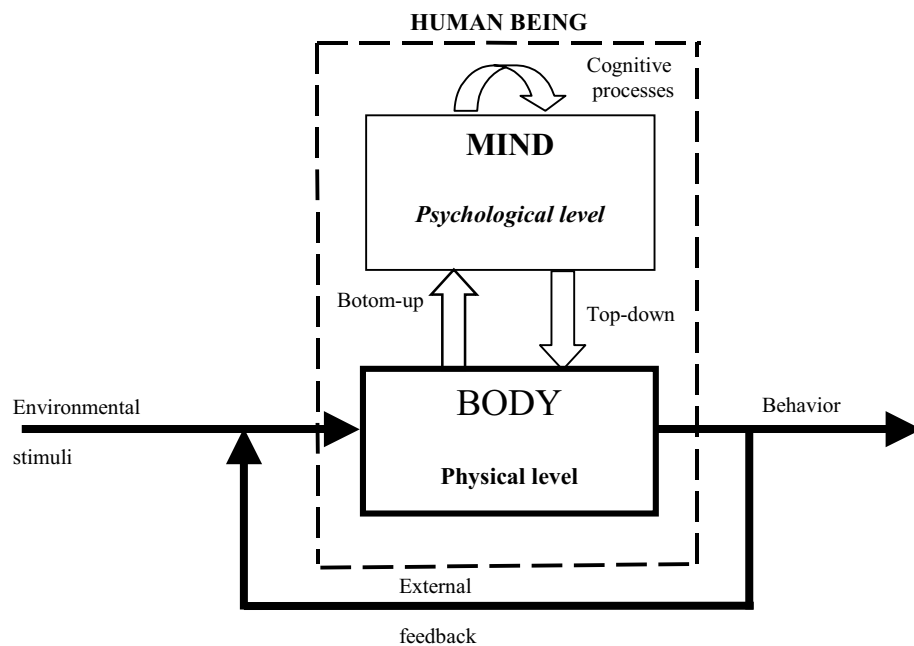 HUMAN BEING
Cognitive
processes
MIND
Psychological level
Botom-up
Top-down
BODY
Physical level
Environmental
stimuli
Behavior
External
feedback